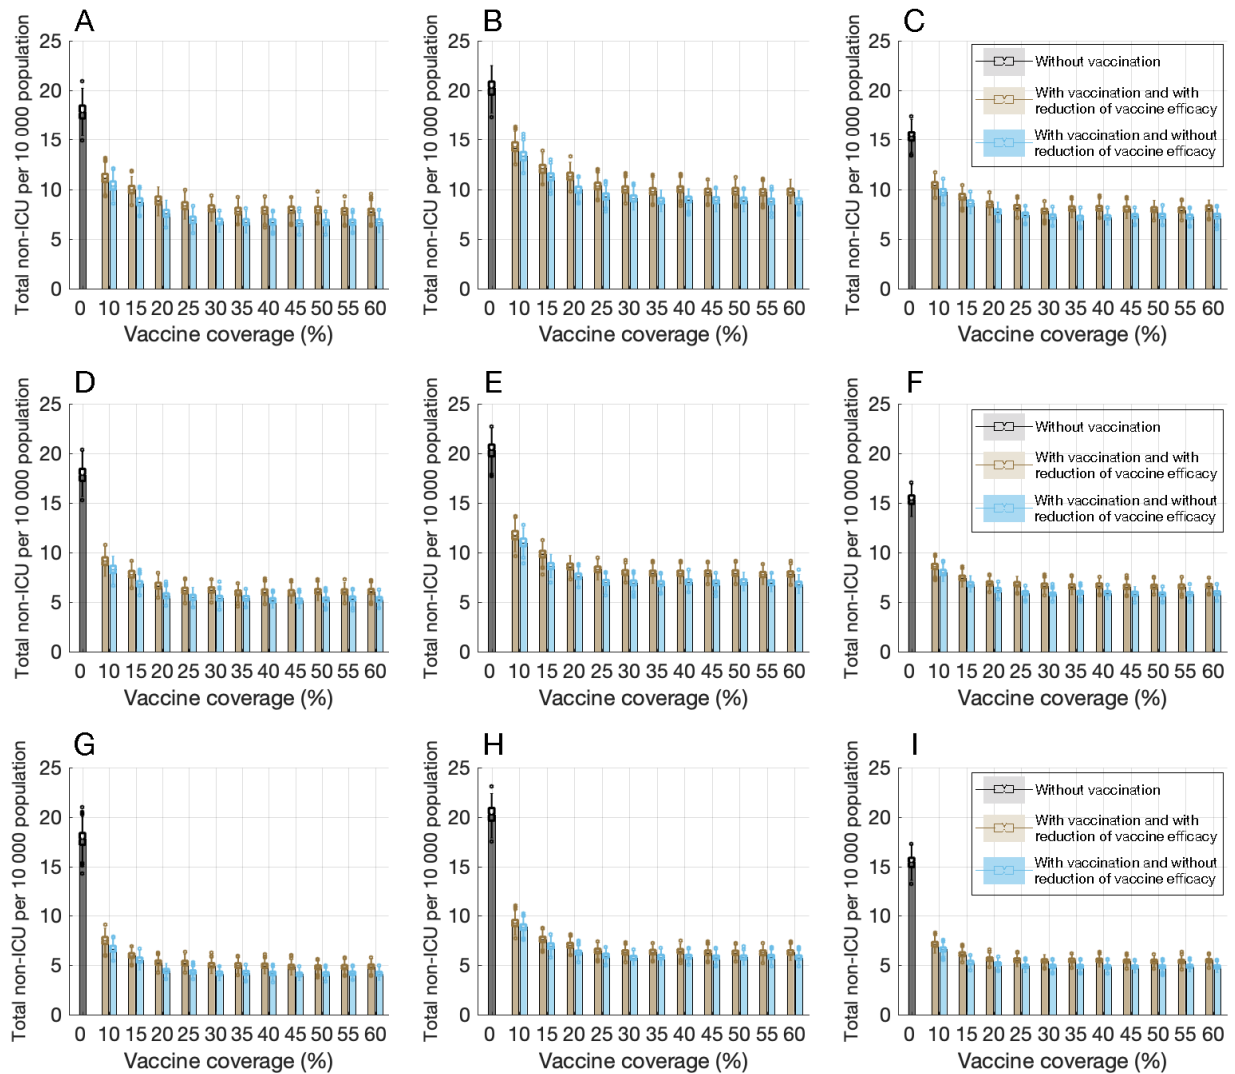 A
B
C
Total non-ICU per 10 000 population
25
20
15
10
5
0
0 10 15 20 25 30 35 40 45 50 55 60
Vaccine coverage (%)
Total non-ICU per 10 000 population
25
20
15
10
5
0
0 10 15 20 25 30 35 40 45 50 55 60
Vaccine coverage (%)
Total non-ICU per 10 000 population
25
20
15
10
5
0
0 10 15 20 25 30 35 40 45 50 55 60
Vaccine coverage (%)
Without vaccination
With vaccination and with
reduction of vaccine efficacy
With vaccination and without
reduction of vaccine efficacy
D
E
F
Total non-ICU per 10 000 population
25
20
15
10
5
0
0 10 15 20 25 30 35 40 45 50 55 60
Vaccine coverage (%)
Total non-ICU per 10 000 population
25
20
15
10
5
0
0 10 15 20 25 30 35 40 45 50 55 60
Vaccine coverage (%)
Total non-ICU per 10 000 population
25
20
15
10
5
0
0 10 15 20 25 30 35 40 45 50 55 60
Vaccine coverage (%)
Without vaccination
With vaccination and with
reduction of vaccine efficacy
With vaccination and without
reduction of vaccine efficacy
G
H
I
Total non-ICU per 10 000 population
25
20
15
10
5
0
0 10 15 20 25 30 35 40 45 50 55 60
Vaccine coverage (%)
Total non-ICU per 10 000 population
25
20
15
10
5
0
0 10 15 20 25 30 35 40 45 50 55 60
Vaccine coverage (%)
Total non-ICU per 10 000 population
25
20
15
10
5
0
0 10 15 20 25 30 35 40 45 50 55 60
Vaccine coverage (%)
Without vaccination
With vaccination and with
reduction of vaccine efficacy
With vaccination and without
reduction of vaccine efficacy